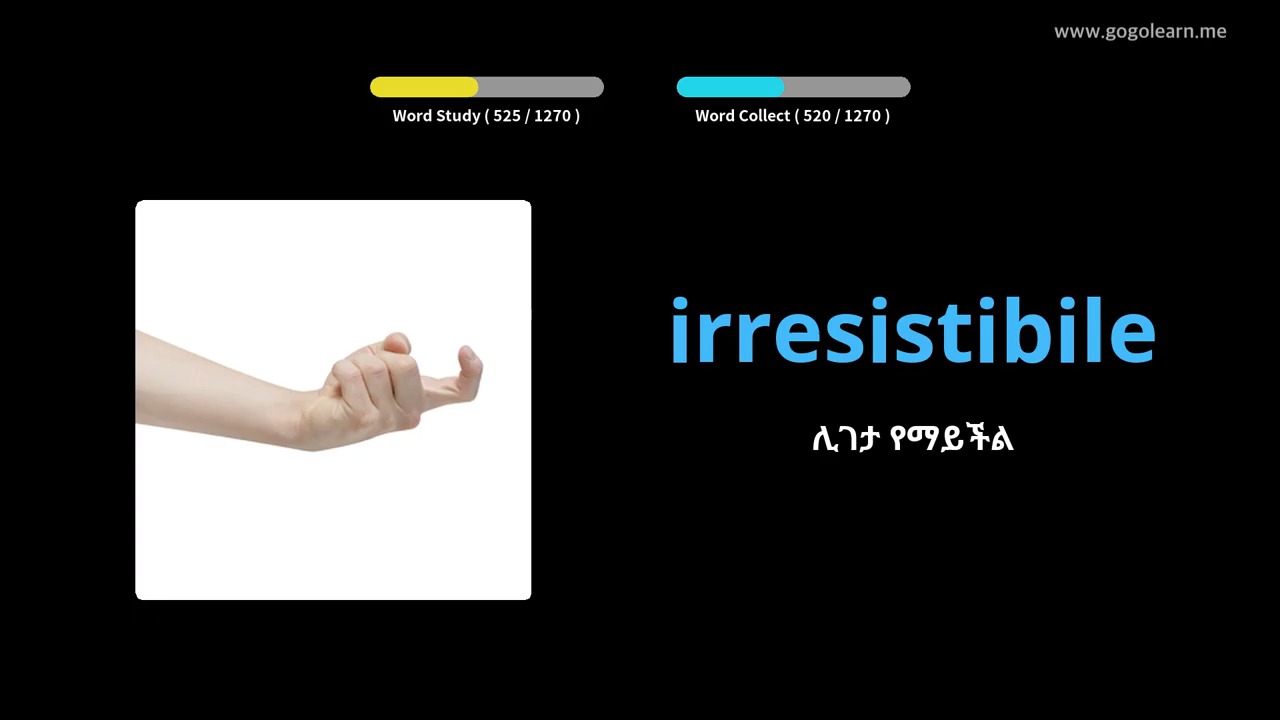 www.gogolearn.me
Word Study ( 525 / 1270 )
Word Collect ( 520 / 1270 )
irresistibile
ሊገታ የማይችል